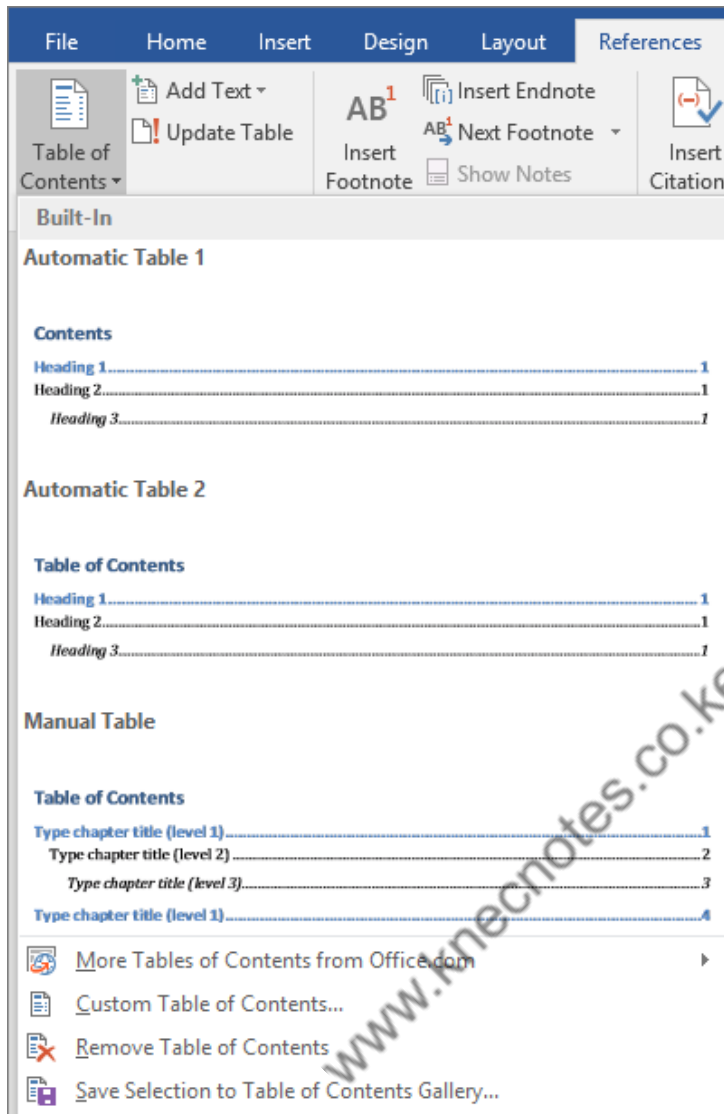 File Home Insert Design Layout References
Add Text
Update Table
Table of
Contents
AB1
Insert
Footnote
[i] Insert Endnote
AB1 Next Footnote
Show Notes
(-)
Insert
Citation
Built-In
Automatic Table 1
Contents
Heading 1........................................1
Heading 2........................................1
Heading 3........................................1
Automatic Table 2
Table of Contents
Heading 1........................................1
Heading 2........................................1
Heading 3........................................1
Manual Table
Table of Contents
Type chapter title (level 1)........................................1
Type chapter title (level 2)........................................2
Type chapter title (level 3)........................................3
Type chapter title (level 1)........................................4
More Tables of Contents from Office.com
Custom Table of Contents...
Remove Table of Contents
Save Selection to Table of Contents Gallery...
www.knecnotes.co.ke